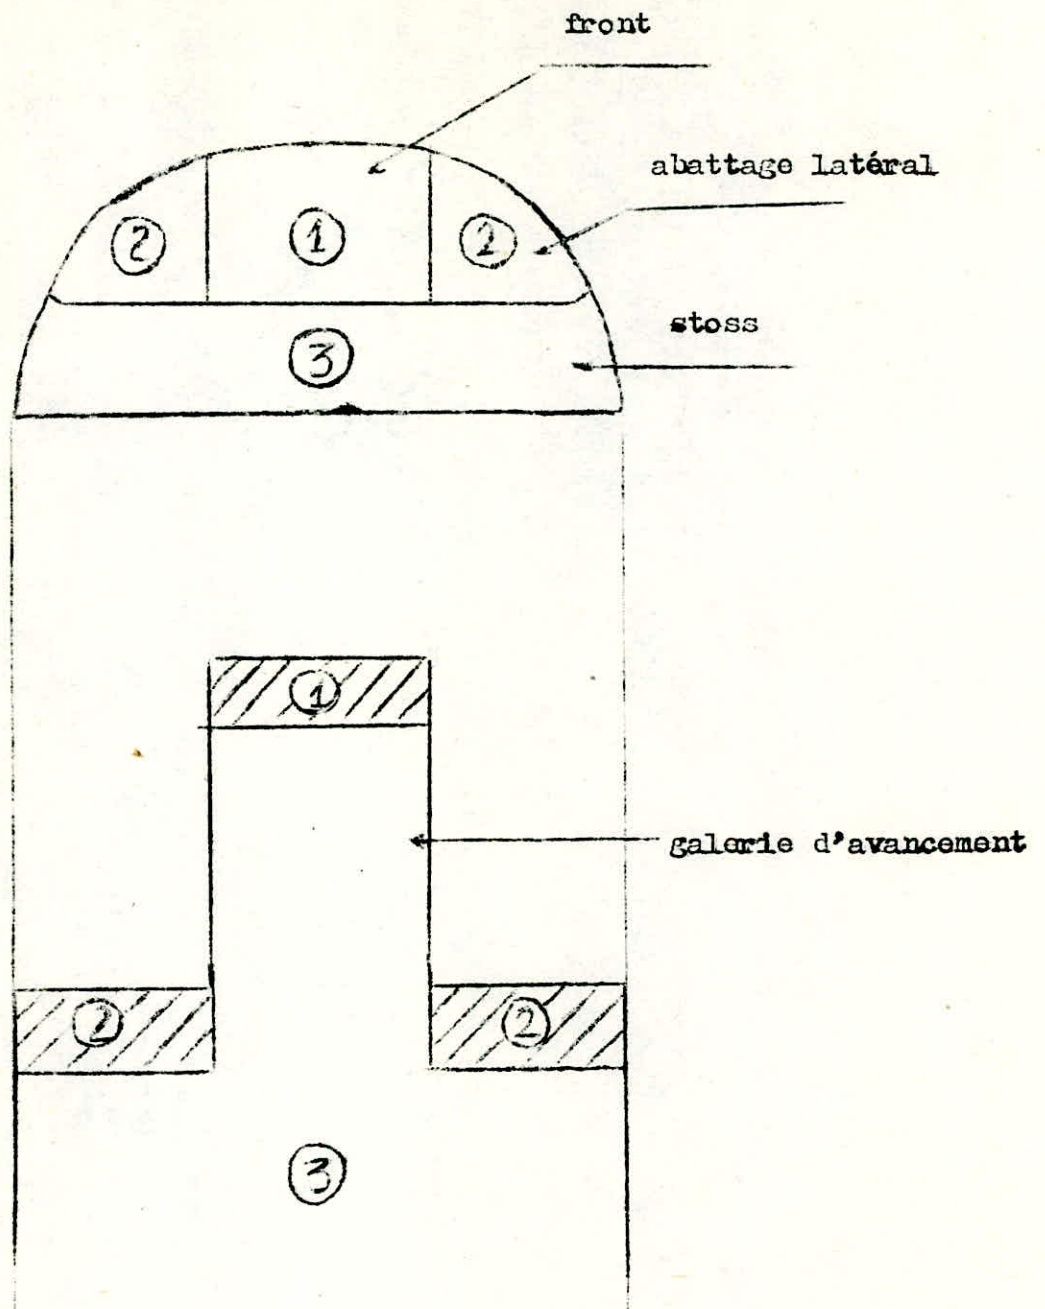 front
abattage latéral
② ① ②
stoss
③
①
galerie d'avancement
② ②
③